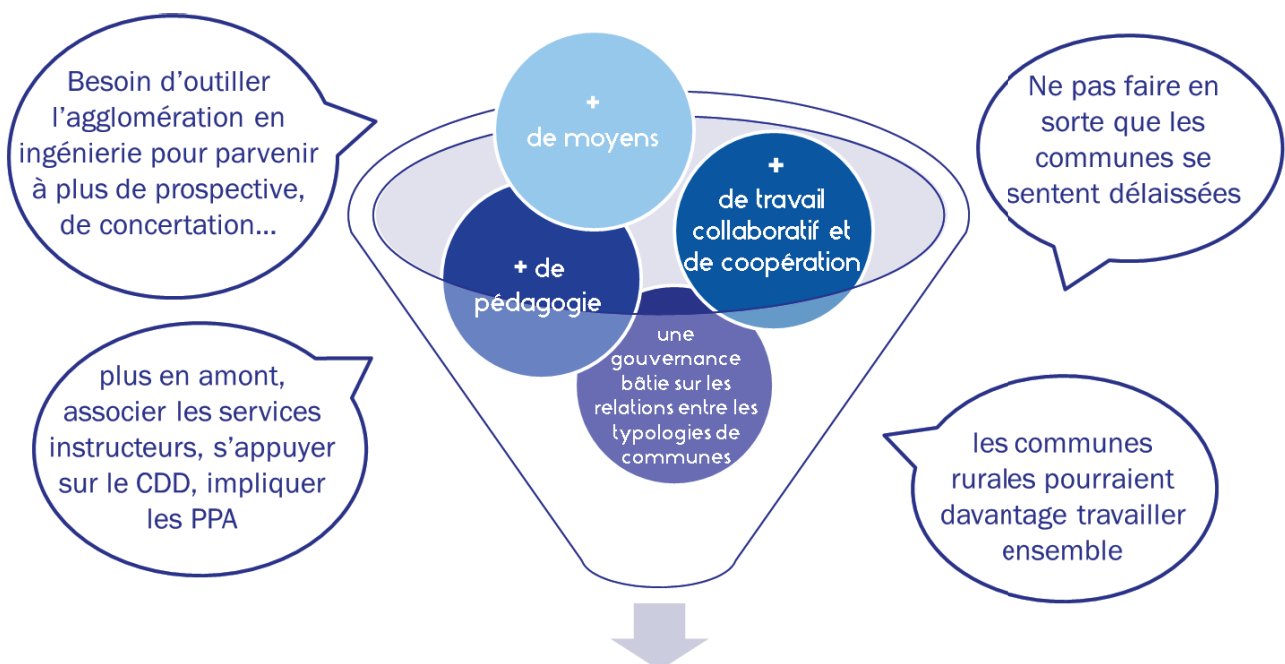 Besoin d’outiller
l’agglomération en
ingénierie pour parvenir
à plus de prospective,
de concertation...
+
de moyens
+
de travail
collaboratif et
de coopération
+ de
pédagogie
une
gouvernance
bâtie sur les
relations entre les
typologies de
communes
Ne pas faire en
sorte que les
communes se
sentent délaissées
plus en amont,
associer les services
instructeurs, s’appuyer
sur le CDD, impliquer
les PPA
les communes
rurales pourraient
davantage travailler
ensemble